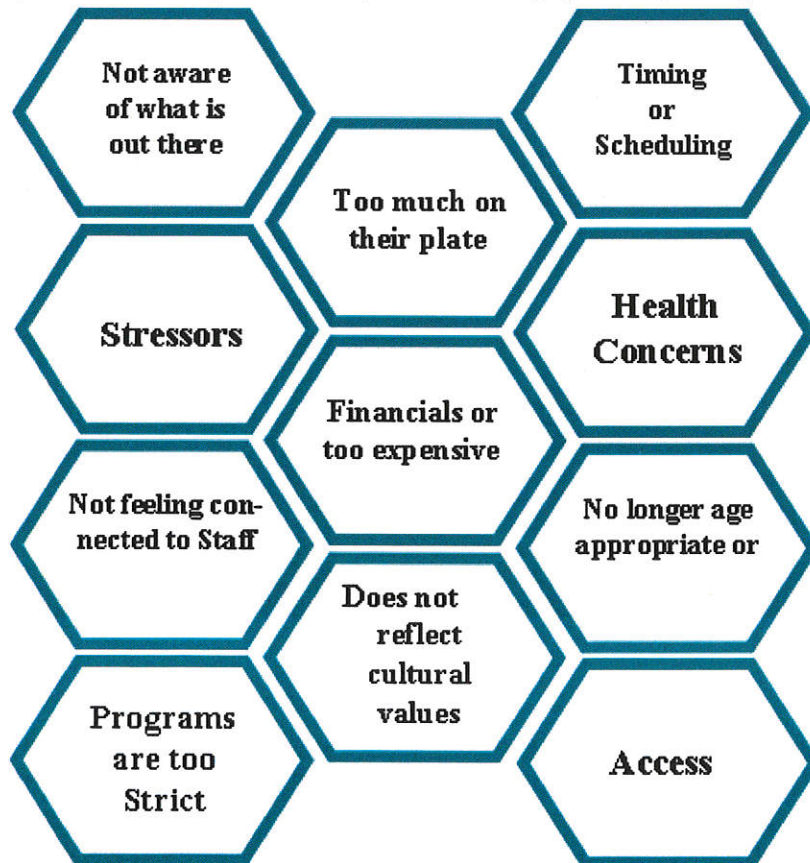 Not aware
of what is
out there
Timing
or
Scheduling
Too much on
their plate
Stressors
Health
Concerns
Financials or
too expensive
Not feeling con-
nected to Staff
No longer age
appropriate or
Does not
reflect
cultural
values
Programs
are too
Strict
Access